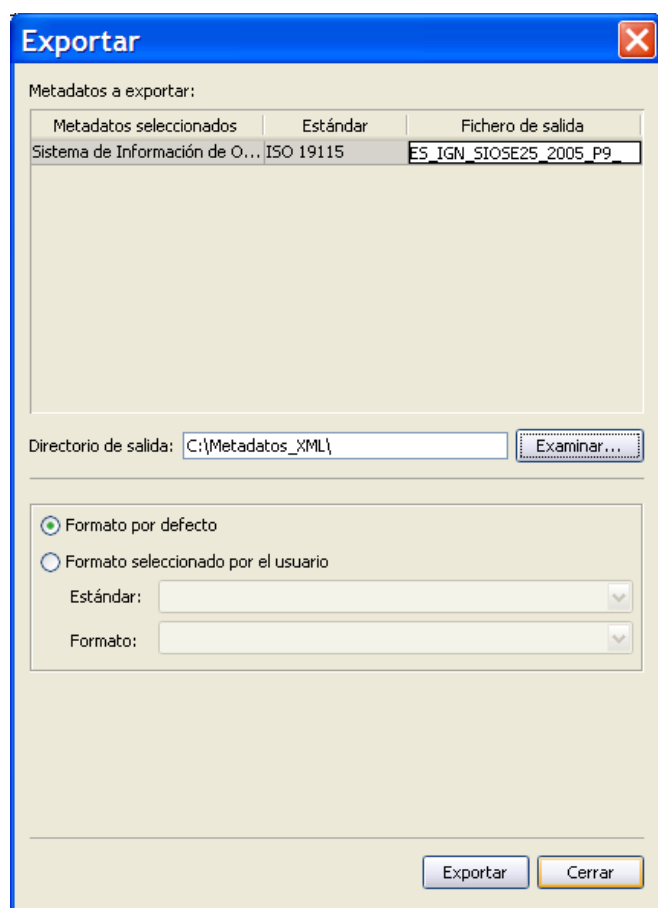 Exportar
Metadatos a exportar:
Metadatos seleccionados Estándar Fichero de salida
Sistema de Información de O... ISO 19115 ES_IGN_SIOSE25_2005_P9_
Directorio de salida: C:\Metadatos_XML\ Examinar...
Formato por defecto
Formato seleccionado por el usuario
Estándar:
Formato:
Exportar Cerrar